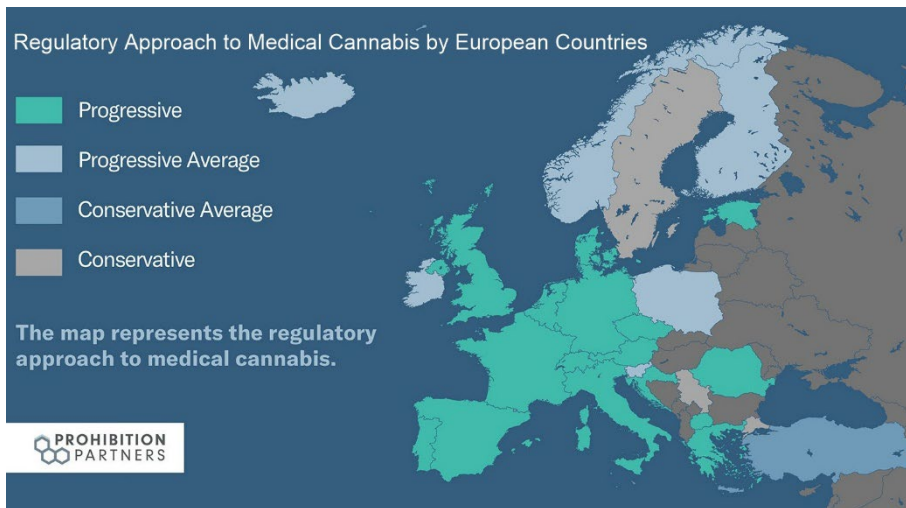 Regulatory Approach to Medical Cannabis by European Countries
Progressive
Progressive Average
Conservative Average
Conservative
The map represents the regulatory
approach to medical cannabis.
PROHIBITION
PARTNERS